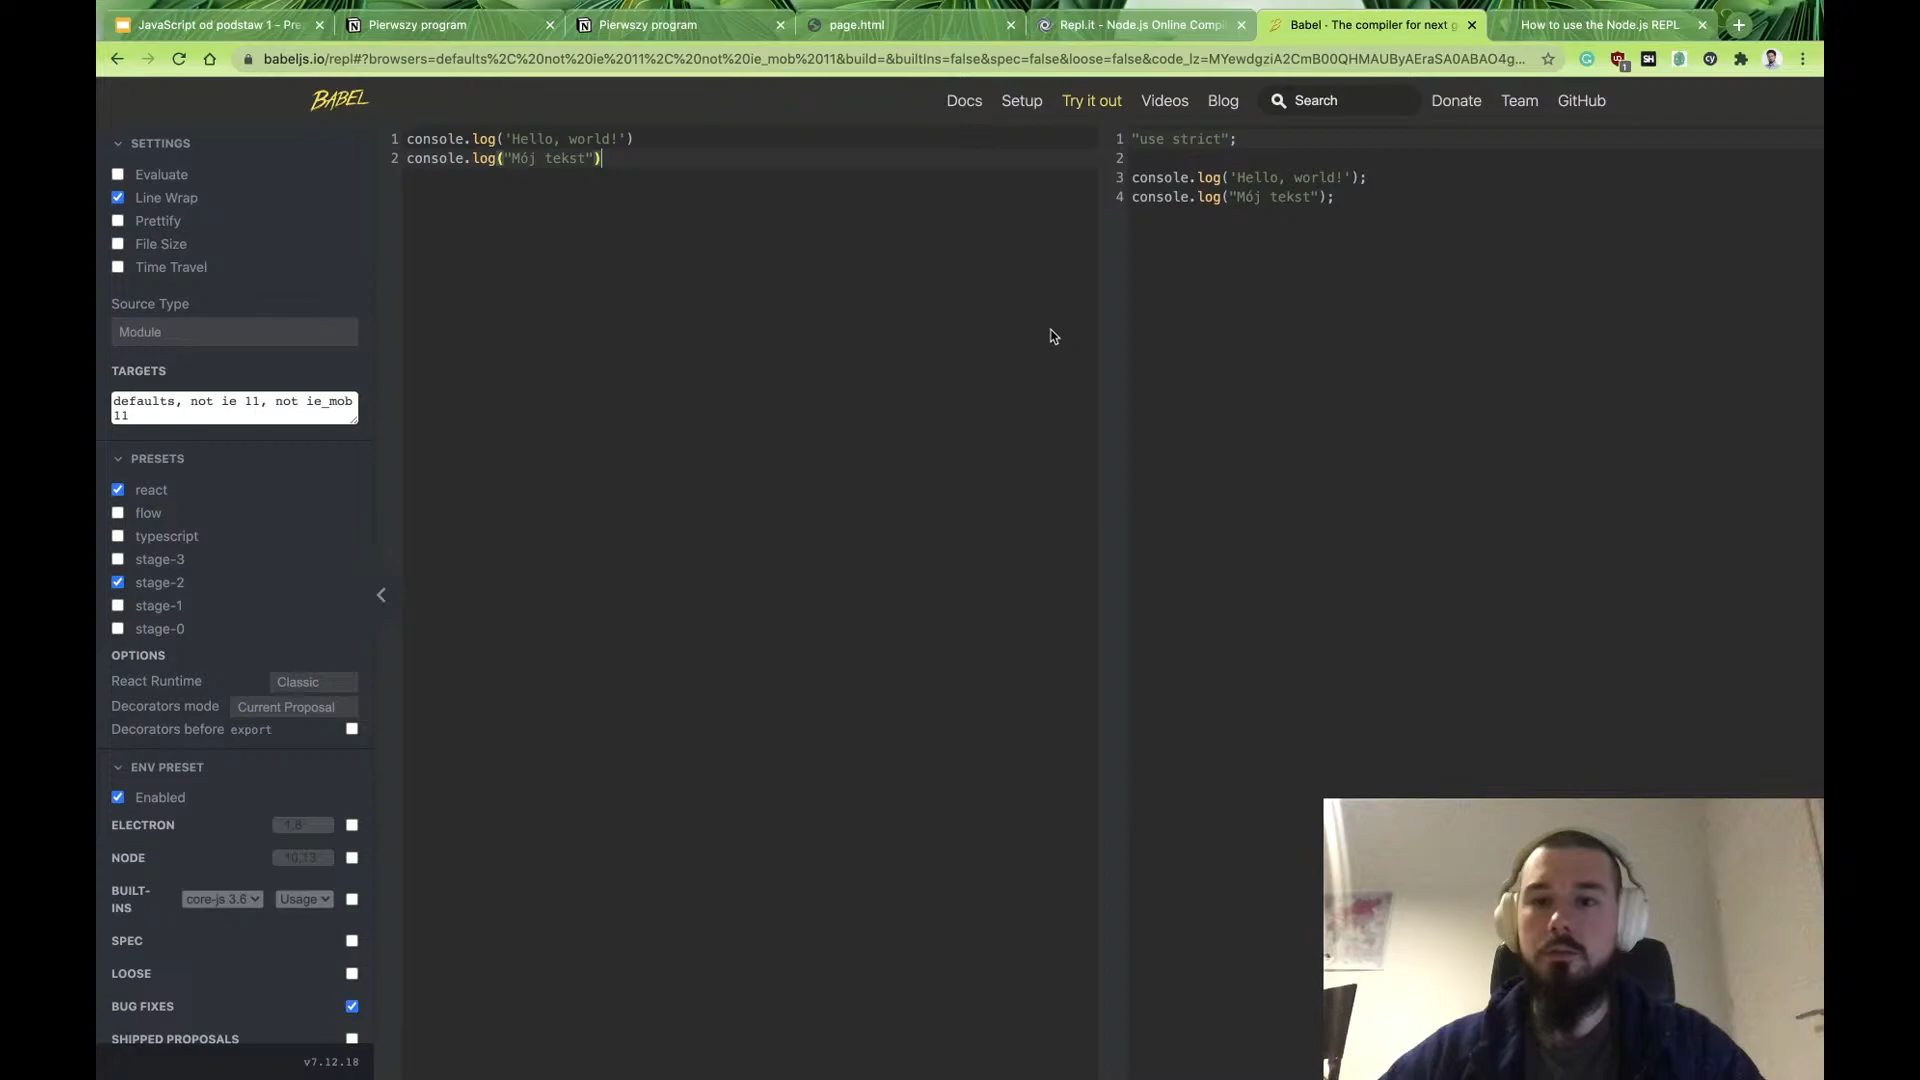 JavaScript od podstaw 1 - Pre
Pierwszy program
Pierwszy program
page.html
Repl.it - Node.js Online Compi
Babel · The compiler for next g
How to use the Node.js REPL
babeljs.io/repl#?browsers=defaults%2C%20not%20ie%2011%2C%20not%20ie_mob%2011&build=&builtIns=false&spec=false&loose=false&code_lz=MYewdgziA2CmB00QHMAUByAEraSA0ABAO4g...
BABEL
Docs
Setup
Try it out
Videos
Blog
Search
Donate
Team
GitHub
SETTINGS
Evaluate
Line Wrap
Prettify
File Size
Time Travel
Source Type
Module
TARGETS
defaults, not ie 11, not ie_mob
11
PRESETS
react
flow
typescript
stage-3
stage-2
stage-1
stage-0
OPTIONS
React Runtime Classic
Decorators mode Current Proposal
Decorators before export
ENV PRESET
Enabled
ELECTRON 1.8
NODE 10.13
BUILT-
INS core-js 3.6 Usage
SPEC
LOOSE
BUG FIXES
SHIPPED PROPOSALS
v7.12.18
1 console.log('Hello, world!')
2 console.log("Mój tekst")
1 "use strict";
2
3 console.log('Hello, world!');
4 console.log("Mój tekst");